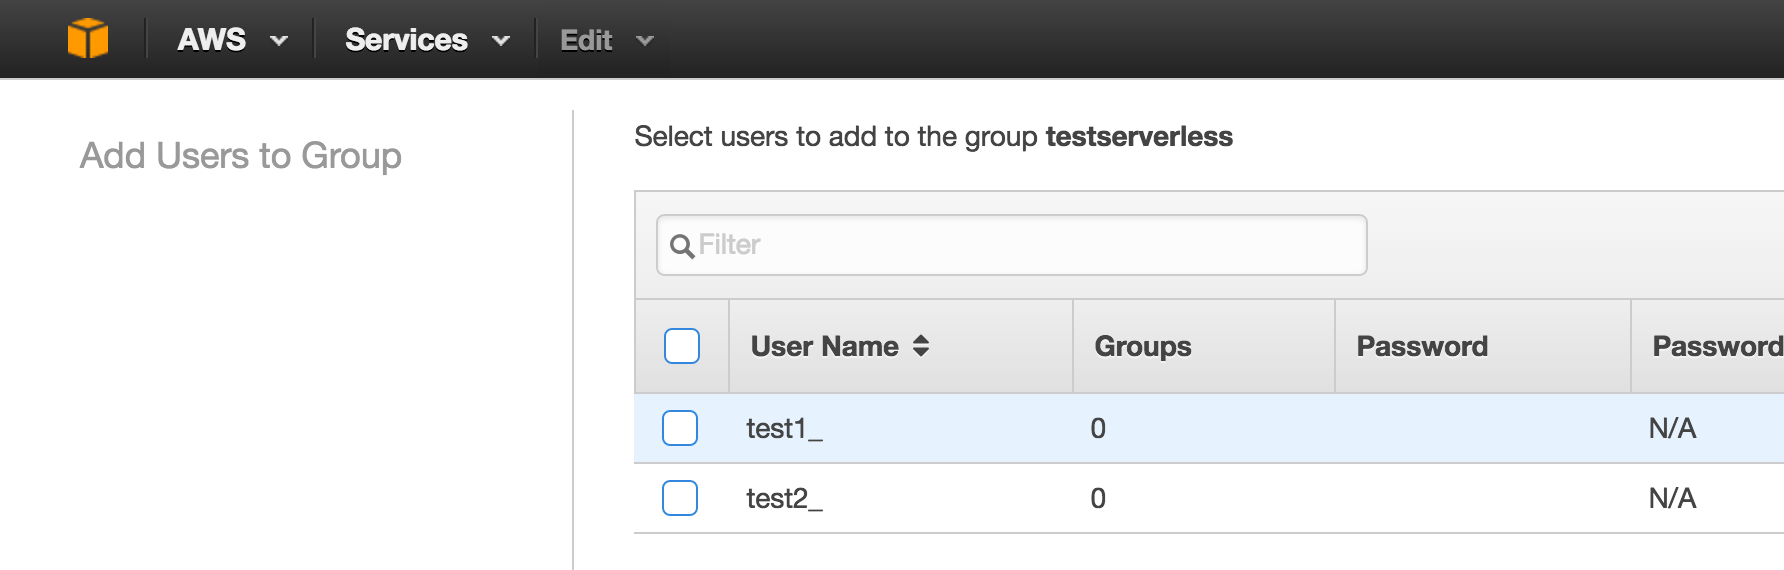 AWS Services Edit
Add Users to Group
Select users to add to the group testserverless
Filter
User Name Groups Password Password
test1_ 0 N/A
test2_ 0 N/A